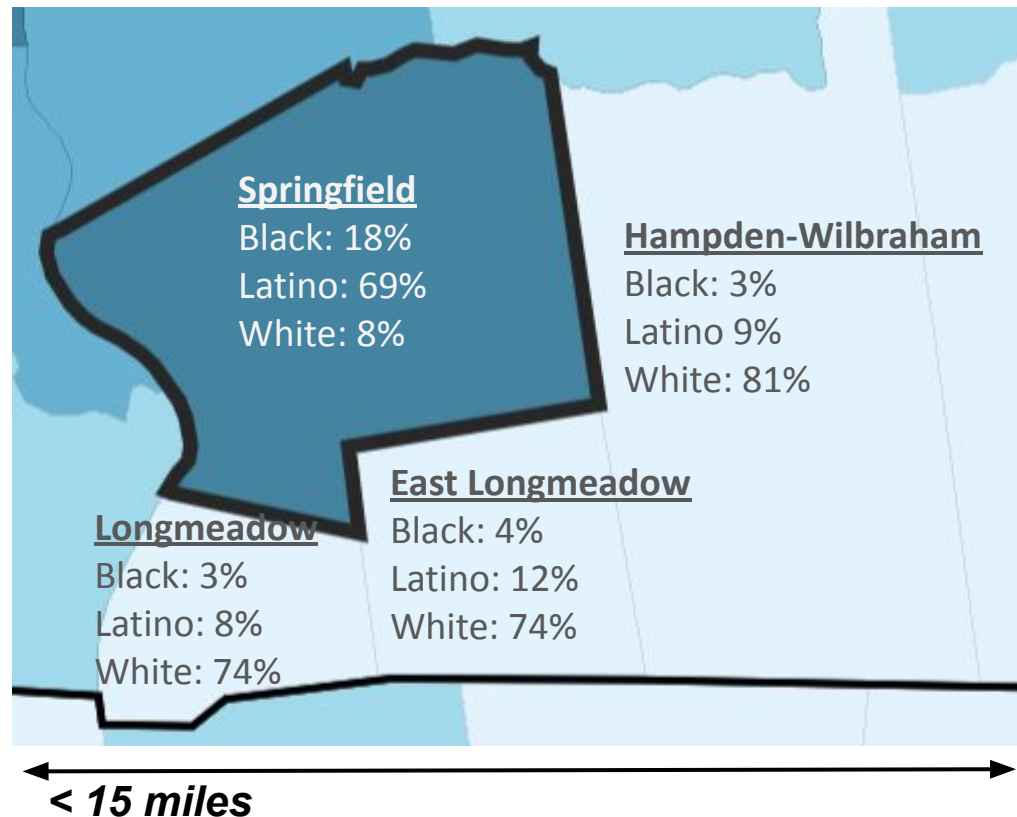 Springfield
Black: 18%
Latino: 69%
White: 8%
Hampden-Wilbraham
Black: 3%
Latino 9%
White: 81%
East Longmeadow
Black: 4%
Latino: 12%
White: 74%
Longmeadow
Black: 3%
Latino: 8%
White: 74%
< 15 miles